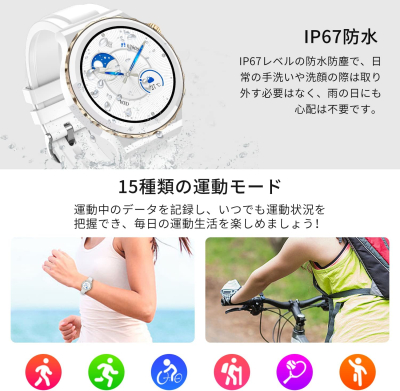 IP67防水
IP67レベルの防水防塵で、日
常の手洗いや洗顔の際は取り
外す必要はなく、雨の日にも
心配は不要です。
15種類の運動モード
運動中のデータを記録し、いつでも運動状況を
把握でき、毎日の運動生活を楽しめましょう!